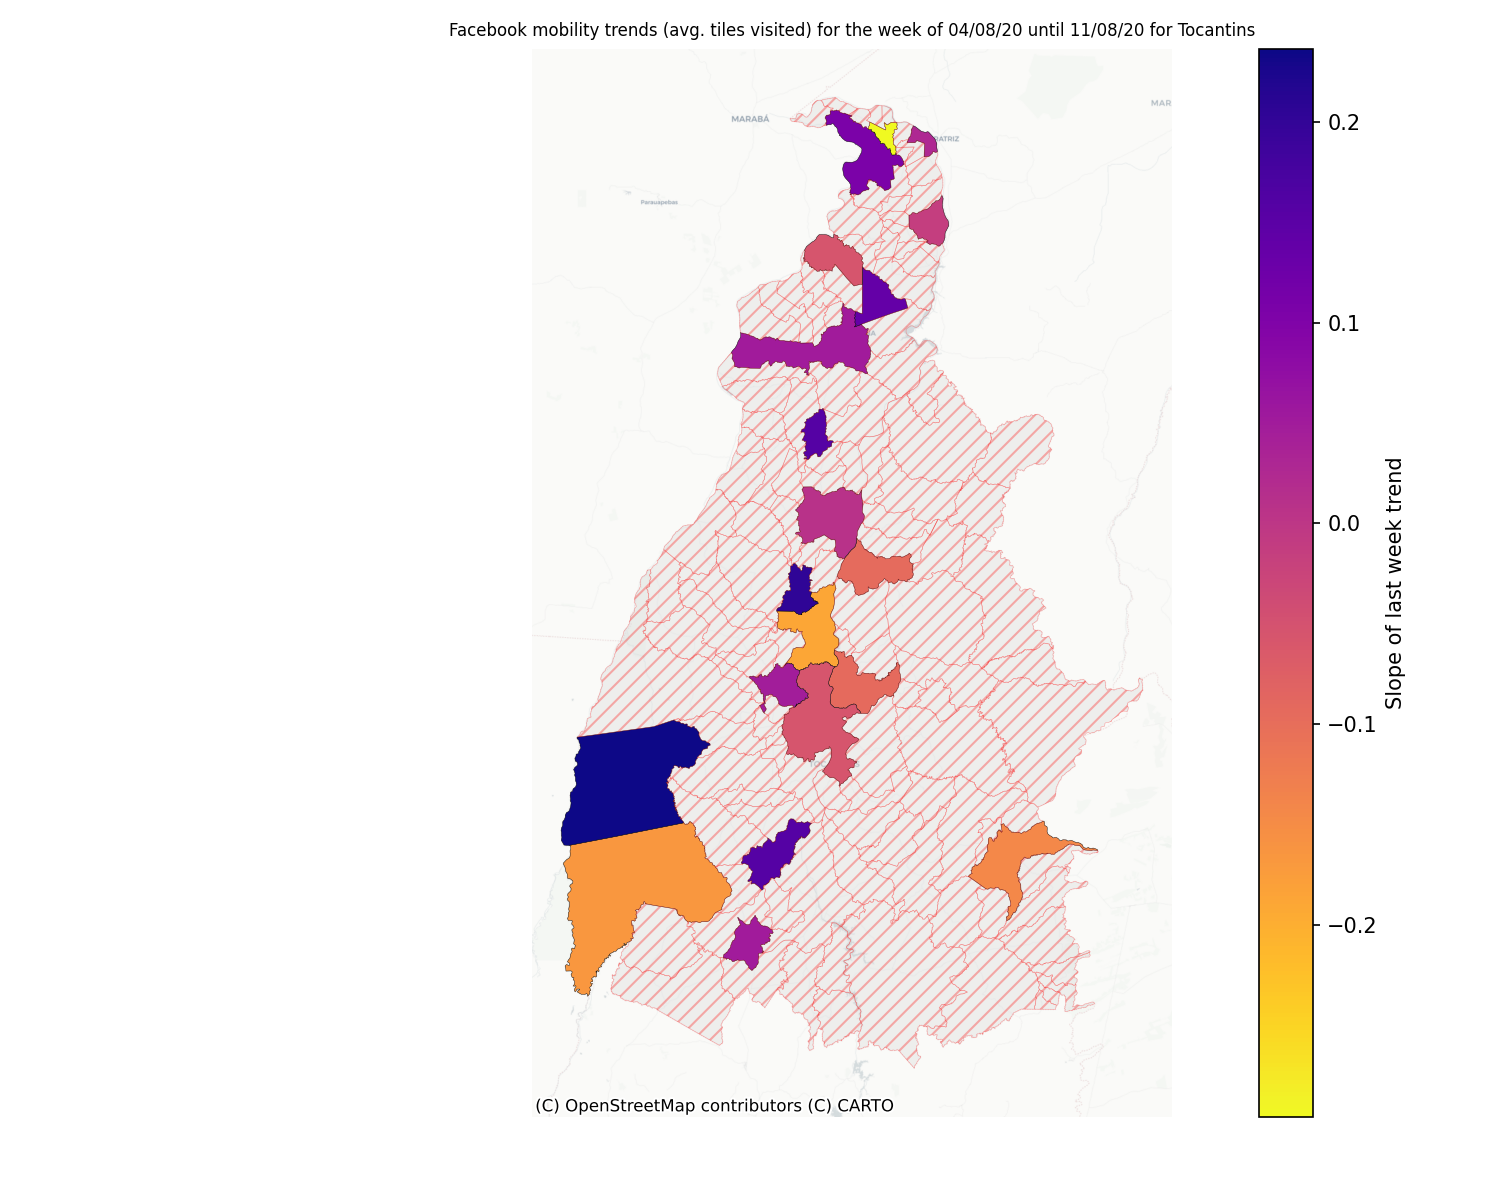 Facebook mobility trends (avg. tiles visited) for the week of 04/08/20 until 11/08/20 for Tocantins
MAR
MARABÁ
RATRIZ
Parauapebas
0.2
0.1
0.0
−0.1
−0.2
Slope of last week trend
(C) OpenStreetMap contributors (C) CARTO